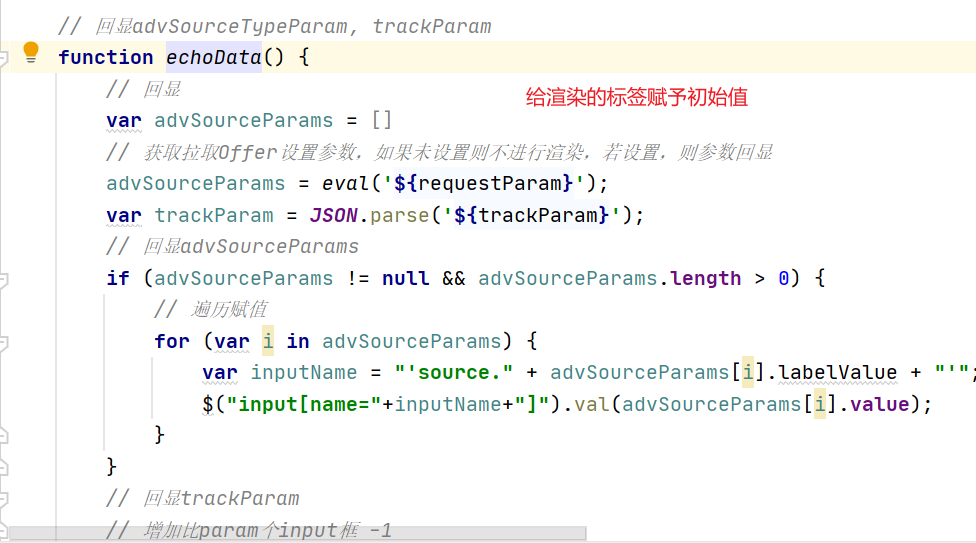 // 回显advSourceTypeParam, trackParam
function echoData() {
// 回显
给渲染的标签赋予初始值
var advSourceParams = []
// 获取拉取Offer设置参数，如果未设置则不进行渲染，若设置，则参数回显
advSourceParams = eval('${requestParam}');
var trackParam = JSON.parse('${trackParam}');
// 回显advSourceParams
if (advSourceParams != null && advSourceParams.length > 0) {
// 遍历赋值
for (var i in advSourceParams) {
var inputName = "'source." + advSourceParams[i].labelValue + "'";
$("input[name="+inputName+"]").val(advSourceParams[i].value);
}
}
// 回显trackParam
// 增加比param个input框 -1